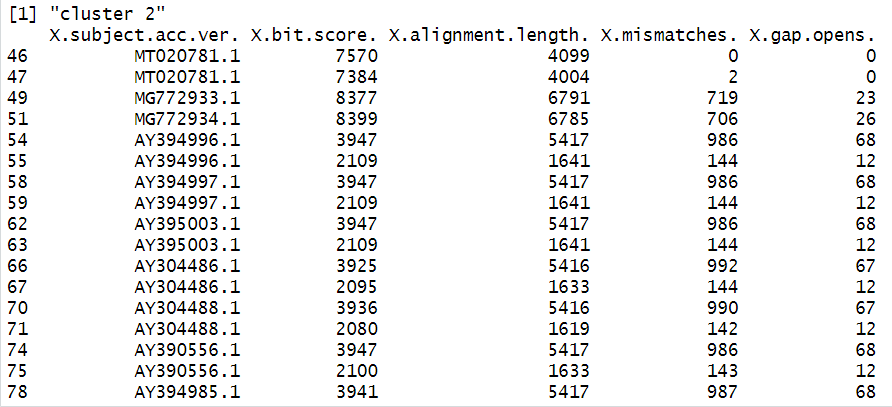 [1] "cluster 2"
X.subject.acc.ver. X.bit.score. X.alignment.length. X.mismatches. X.gap.opens.
46 MT020781.1 7570 4099 0 0
47 MT020781.1 7384 4004 2 0
49 MG772933.1 8377 6791 719 23
51 MG772934.1 8399 6785 706 26
54 AY394996.1 3947 5417 986 68
55 AY394996.1 2109 1641 144 12
58 AY394997.1 3947 5417 986 68
59 AY394997.1 2109 1641 144 12
62 AY395003.1 3947 5417 986 68
63 AY395003.1 2109 1641 144 12
66 AY304486.1 3925 5416 992 67
67 AY304486.1 2095 1633 144 12
70 AY304488.1 3936 5416 990 67
71 AY304488.1 2080 1619 142 12
74 AY390556.1 3947 5417 986 68
75 AY390556.1 2100 1633 143 12
78 AY394985.1 3941 5417 987 68